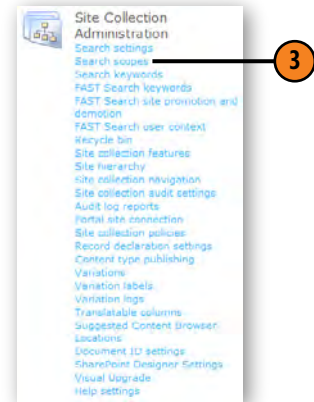 Site Collection
Administration
Search settings
Search scopes
3
Search keywords
FAST Search keywords
FAST Search site promotion and
demotion
FAST Search user context
Recycle bin
Site collection features
Site hierarchy
Site collection navigation
Site collection audit settings
Audit log reports
Portal site connection
Site collection policies
Record declaration settings
Content type publishing
Variations
Variation labels
Variation logs
Translatable columns
Suggested Content Browser
Locations
Document ID settings
SharePoint Designer Settings
Visual Upgrade
Help settings